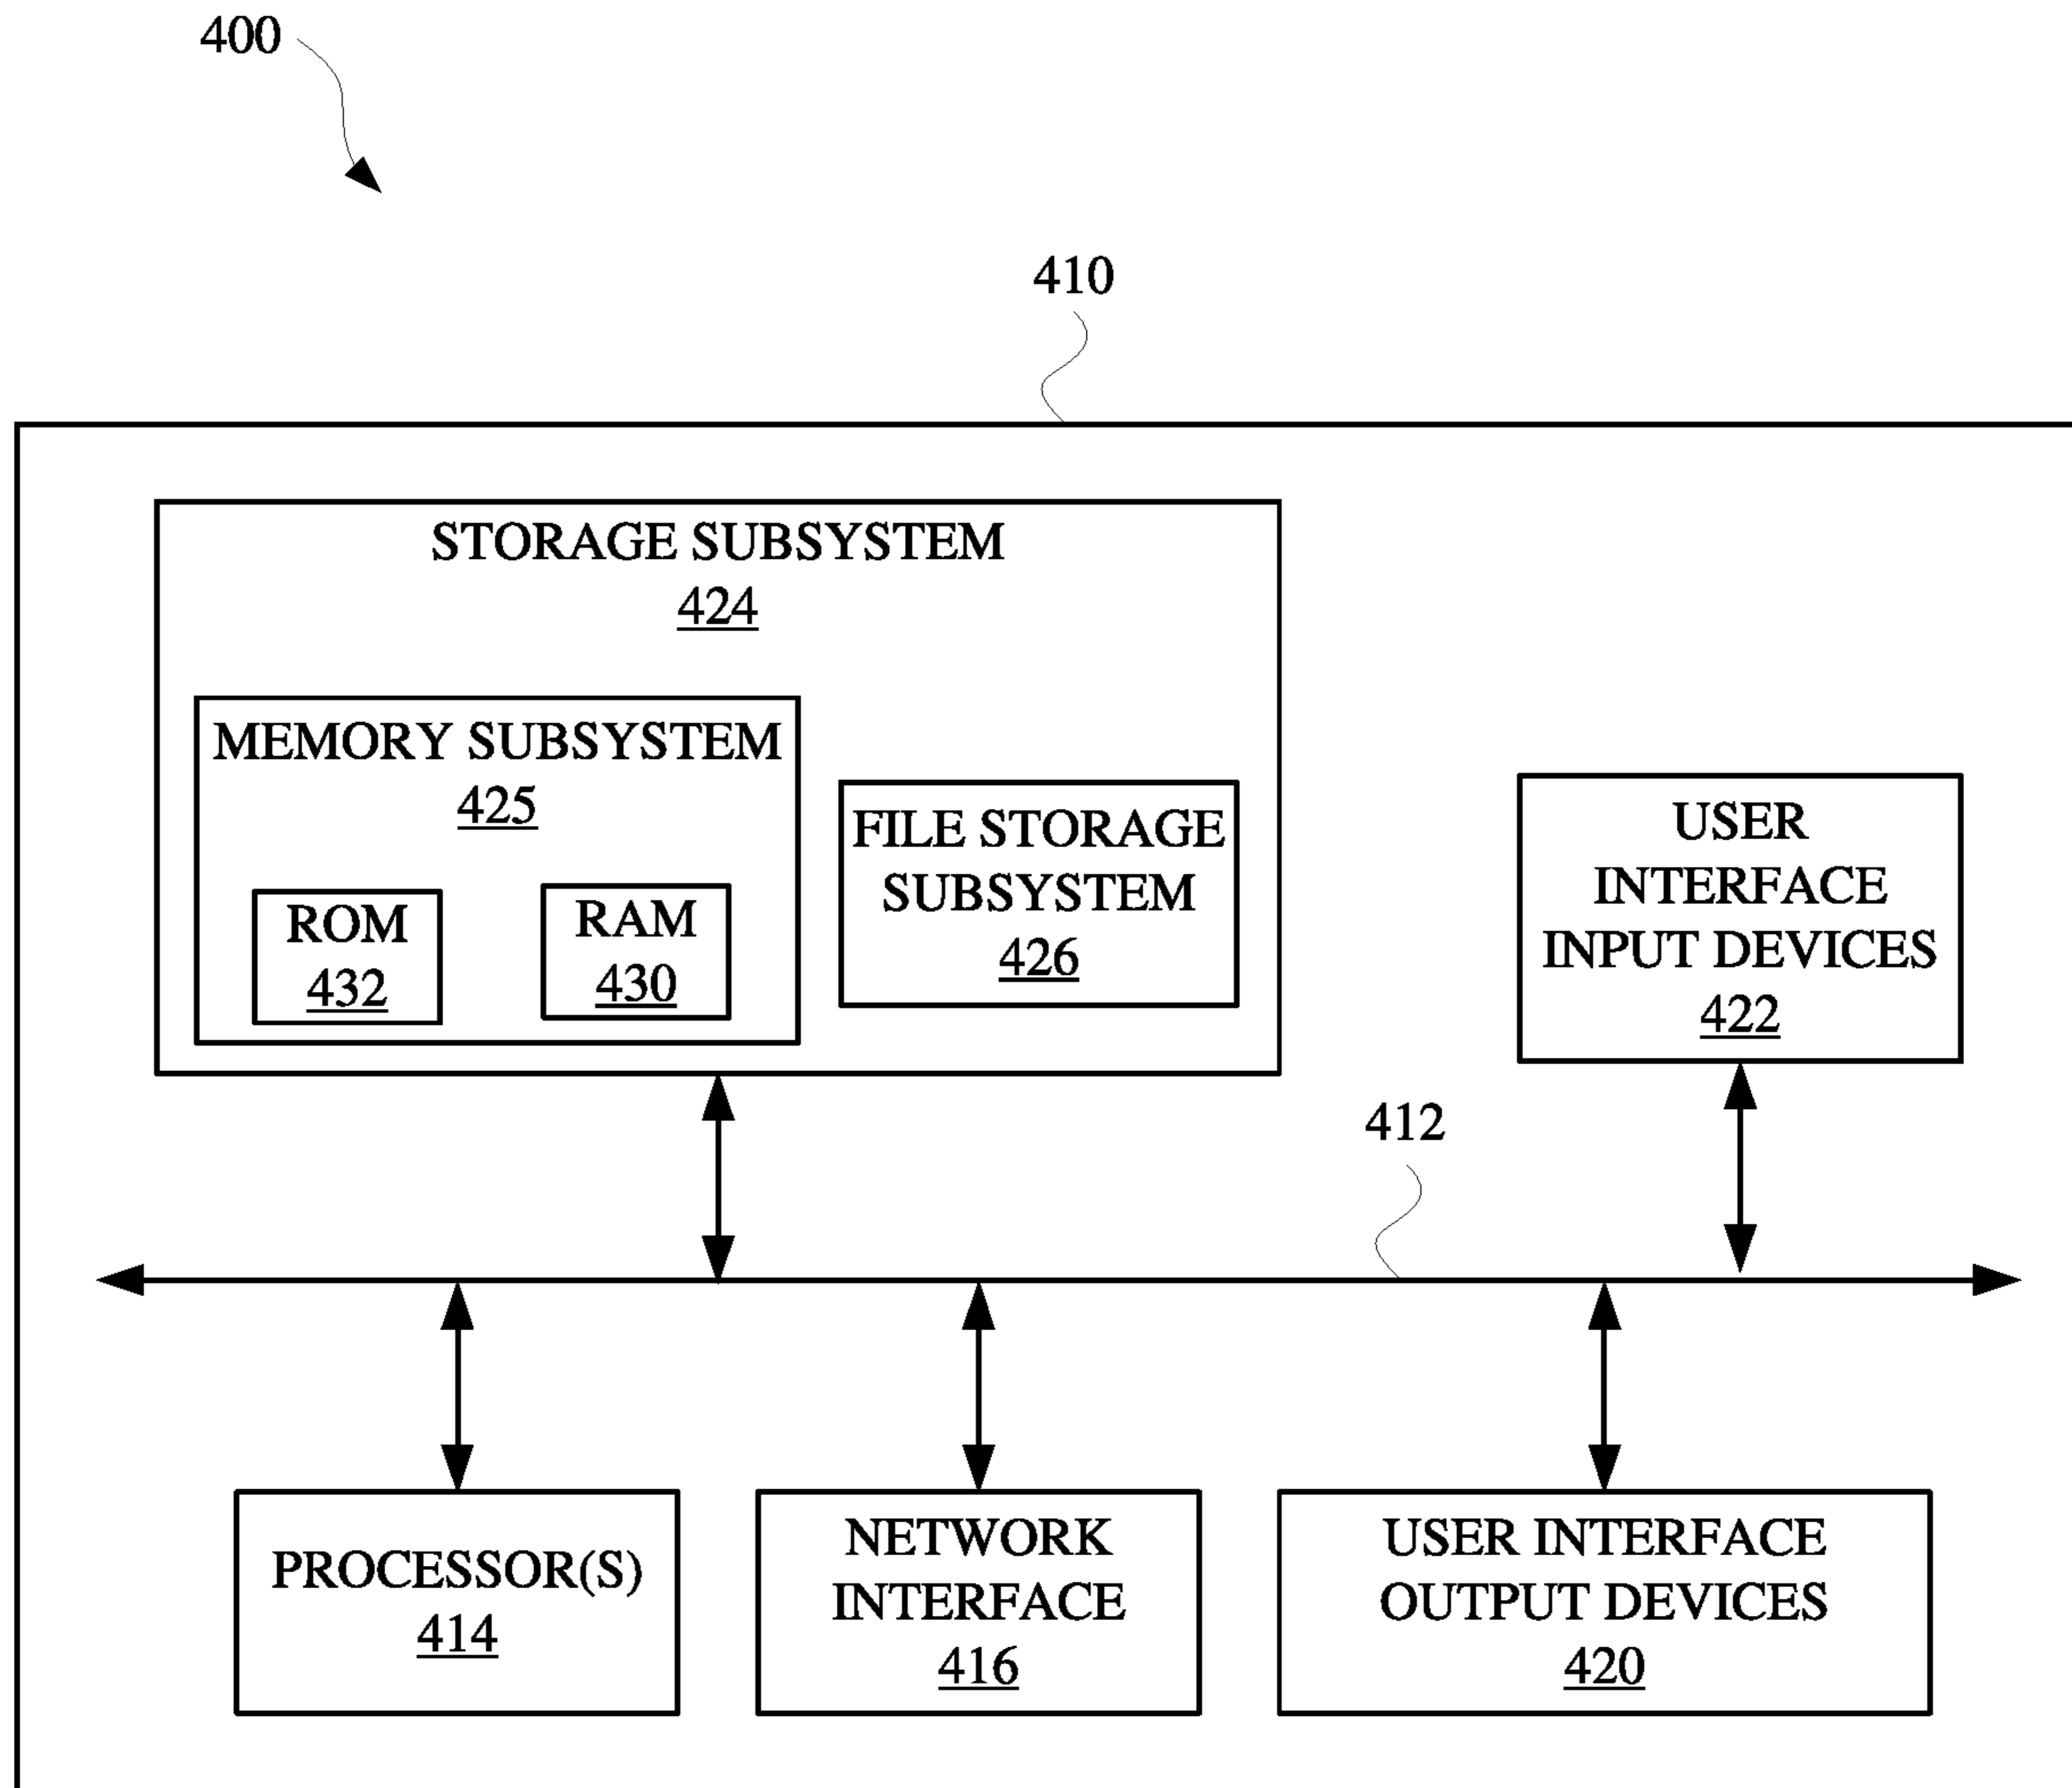 400
410
STORAGE SUBSYSTEM
424
MEMORY SUBSYSTEM
425
ROM
432
RAM
430
FILE STORAGE
SUBSYSTEM
426
USER
INTERFACE
INPUT DEVICES
422
412
PROCESSOR(S)
414
NETWORK
INTERFACE
416
USER INTERFACE
OUTPUT DEVICES
420